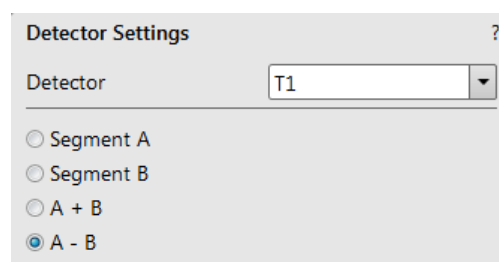 Detector Settings ?
Detector T1
Segment A
Segment B
A + B
A - B